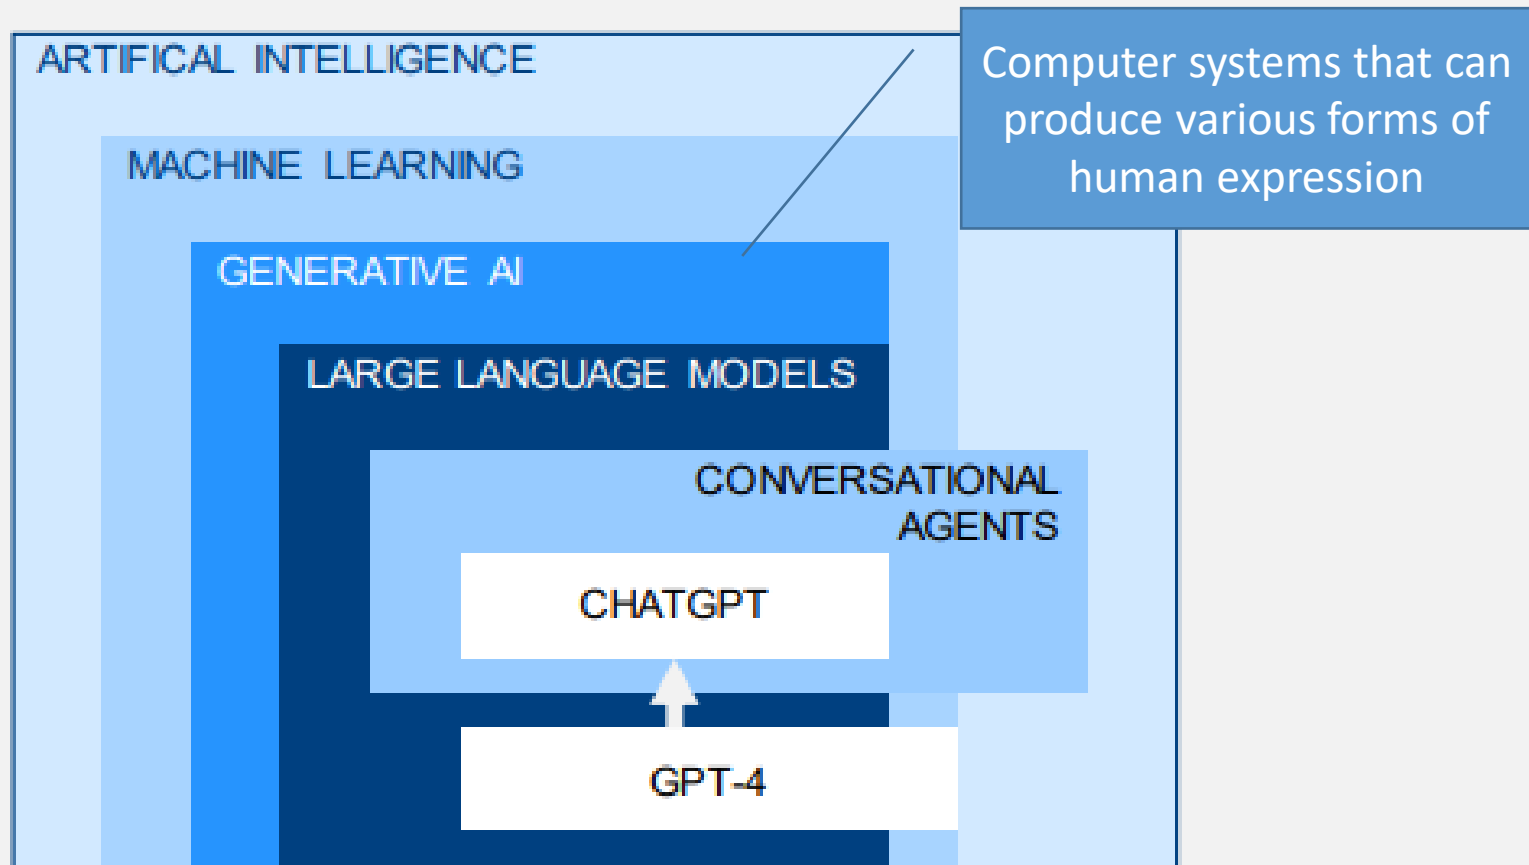 ARTIFICAL INTELLIGENCE
Computer systems that can
produce various forms of
human expression
MACHINE LEARNING
GENERATIVE AI
LARGE LANGUAGE MODELS
CONVERSATIONAL
AGENTS
CHATGPT
GPT-4